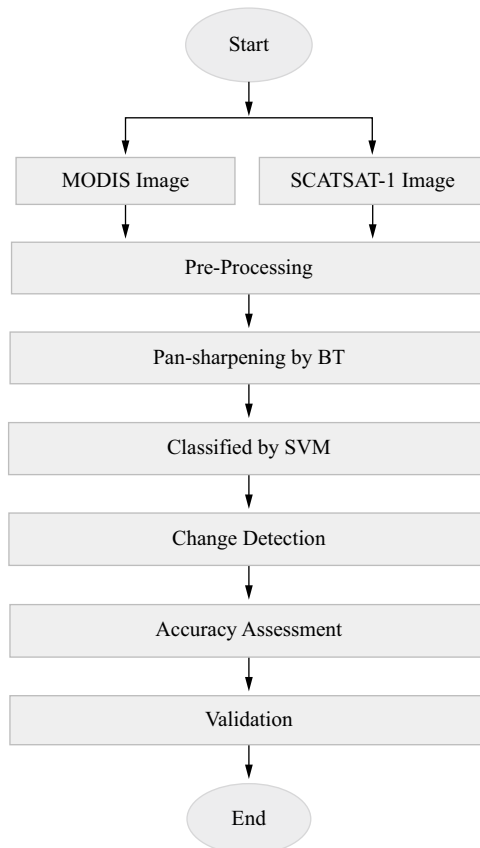 Start
MODIS Image
SCATSAT-1 Image
Pre-Processing
Pan-sharpening by BT
Classified by SVM
Change Detection
Accuracy Assessment
Validation
End